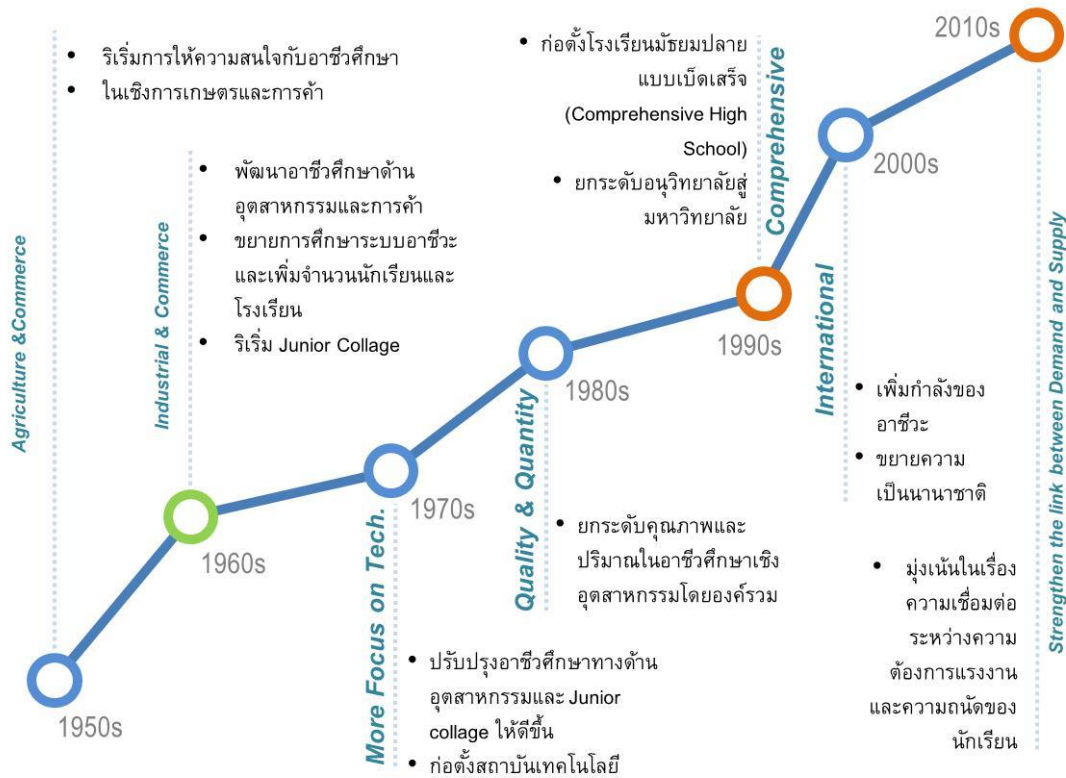 Agriculture &Commerce
• ริเริ่มการให้ความสนใจกับอาชีวศึกษา
• ในเชิงการเกษตรและการค้า
1950s
Industrial & Commerce
• พัฒนาอาชีวศึกษาด้าน
อุตสาหกรรมและการค้า
• ขยายการศึกษาระบบอาชีวะ
และเพิ่มจำนวนนักเรียนและ
โรงเรียน
• ริเริ่ม Junior Collage
1960s
1970s
More Focus on Tech.
• ปรับปรุงอาชีวศึกษาทางด้าน
อุตสาหกรรมและ Junior
collage ให้ดีขึ้น
• ก่อตั้งสถาบันเทคโนโลยี
1980s
Quality & Quantity
• ยกระดับคุณภาพและ
ปริมาณในอาชีวศึกษาเชิง
อุตสาหกรรมโดยองค์รวม
• ก่อตั้งโรงเรียนมัธยมปลาย
แบบเบ็ดเสร็จ
(Comprehensive High
School)
• ยกระดับอนุวิทยาลัยสู่
มหาวิทยาลัย
Comprehensive
1990s
2000s
International
• เพิ่มกำลังของ
อาชีวะ
• ขยายความ
เป็นนานาชาติ
2010s
Strengthen the link between Demand and Supply
• มุ่งเน้นในเรื่อง
ความเชื่อมต่อ
ระหว่างความ
ต้องการแรงงาน
และความถนัดของ
นักเรียน